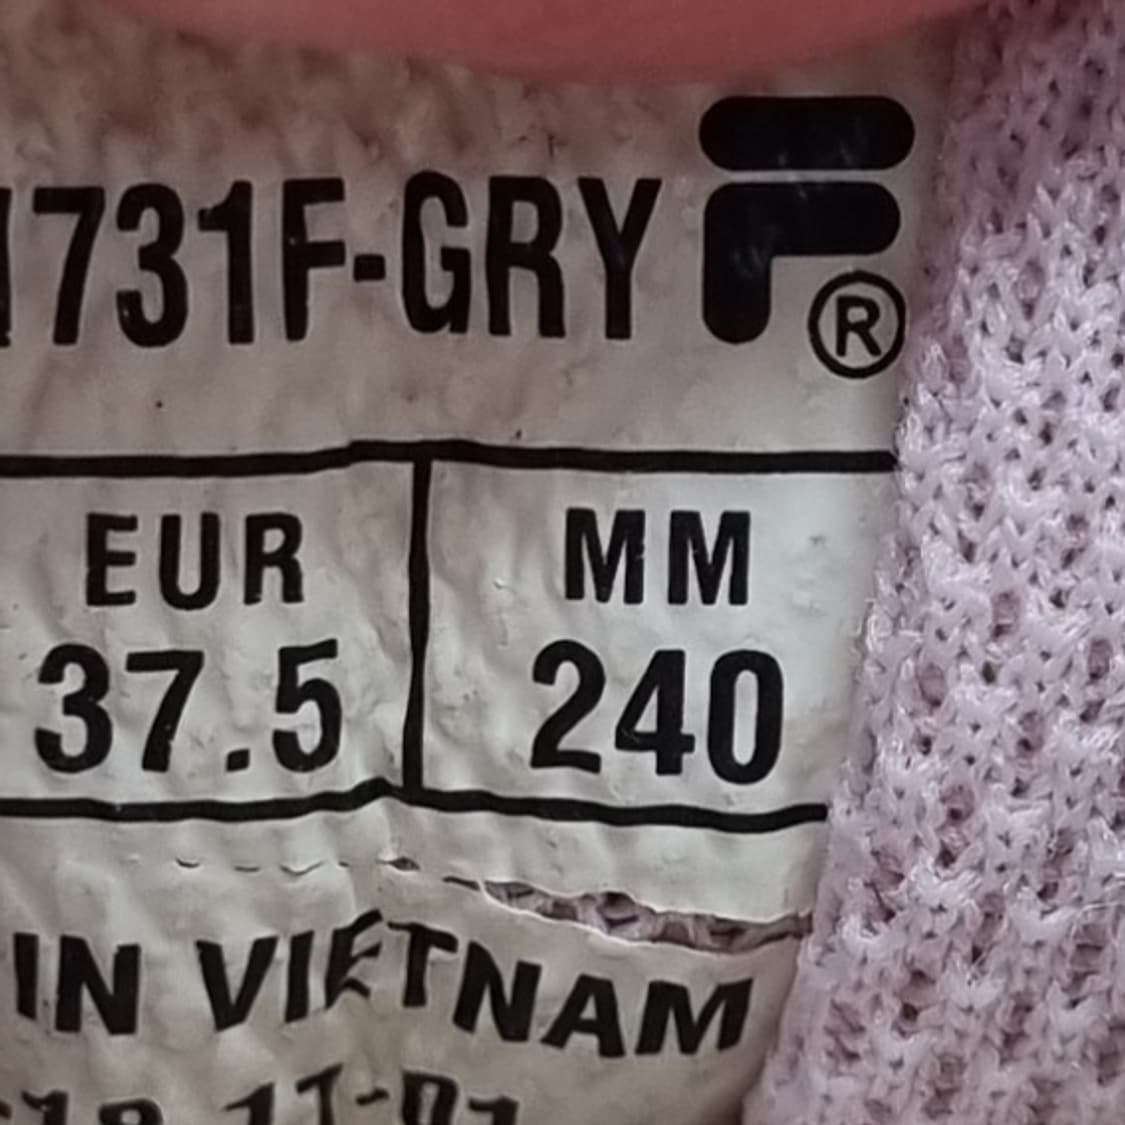 1731F-GRY F®
EUR MM
37.5 240
IN VIETNAM